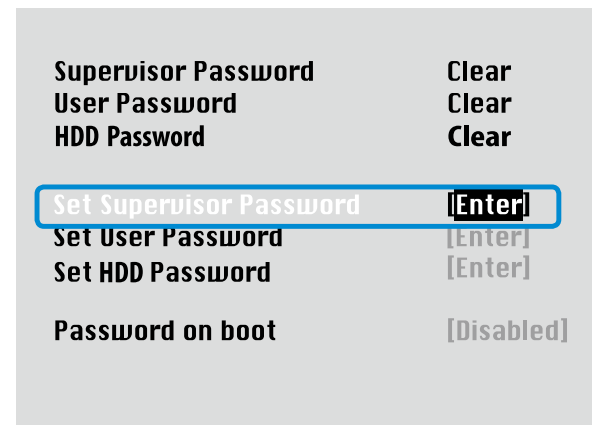 Supervisor Password Clear
User Password Clear
HDD Password Clear
Set Supervisor Password [Enter]
Set User Password [Enter]
Set HDD Password [Enter]
Password on boot [Disabled]